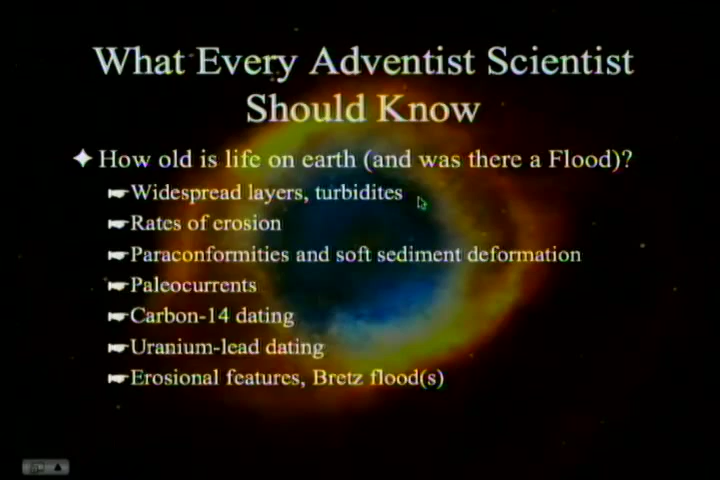 What Every Adventist Scientist
Should Know
How old is life on earth (and was there a Flood)?
Widespread layers, turbidites
Rates of erosion
Paraconformities and soft sediment deformation
Paleocurrents
Carbon-14 dating
Uranium-lead dating
Erosional features, Bretz flood(s)